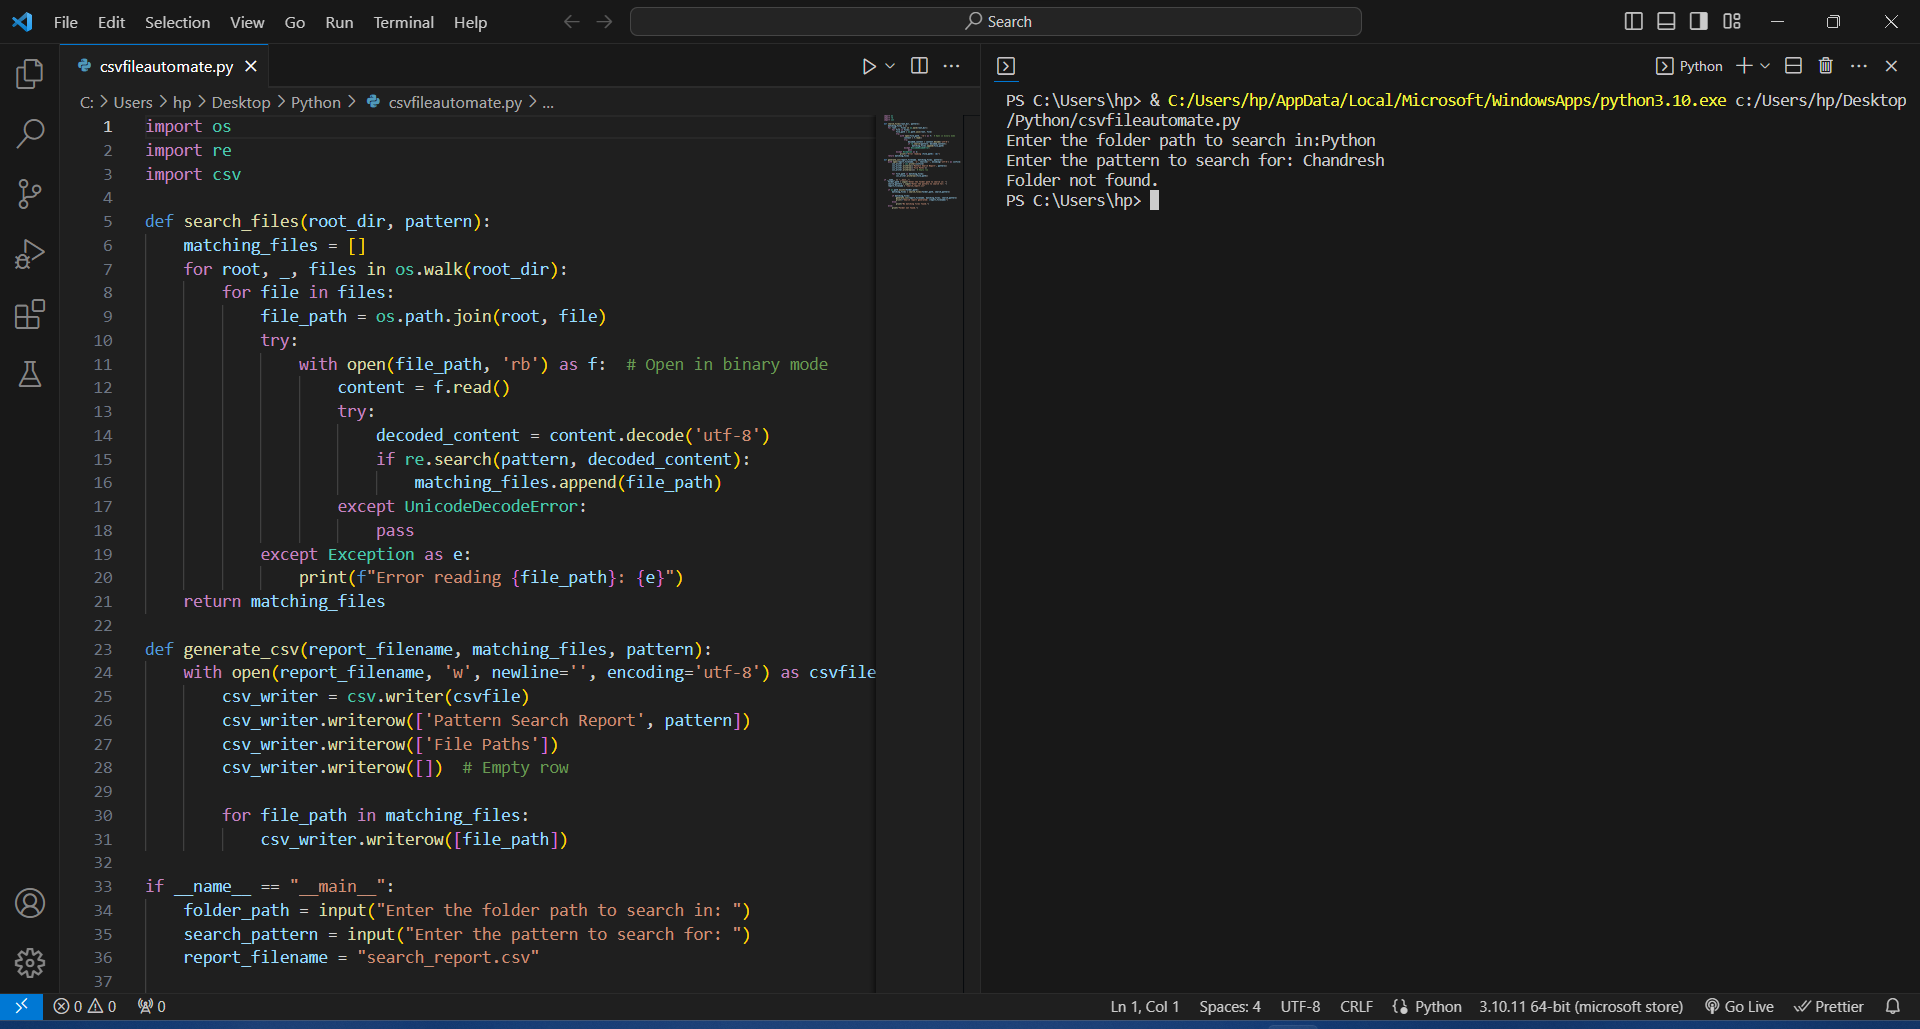 File Edit Selection View Go Run Terminal Help
Search
csvfileautomate.py
Python
C: > Users > hp > Desktop > Python > csvfileautomate.py > ...
1 import os
2 import re
3 import csv
4
5 def search_files(root_dir, pattern):
6 matching_files = []
7 for root, _, files in os.walk(root_dir):
8 for file in files:
9 file_path = os.path.join(root, file)
10 try:
11 with open(file_path, 'rb') as f:  # Open in binary mode
12 content = f.read()
13 try:
14 decoded_content = content.decode('utf-8')
15 if re.search(pattern, decoded_content):
16 matching_files.append(file_path)
17 except UnicodeDecodeError:
18 pass
19 except Exception as e:
20 print(f"Error reading {file_path}: {e}")
21 return matching_files
22
23 def generate_csv(report_filename, matching_files, pattern):
24 with open(report_filename, 'w', newline='', encoding='utf-8') as csvfile
25 csv_writer = csv.writer(csvfile)
26 csv_writer.writerow(['Pattern Search Report', pattern])
27 csv_writer.writerow(['File Paths'])
28 csv_writer.writerow([])  # Empty row
29
30 for file_path in matching_files:
31 csv_writer.writerow([file_path])
32
33 if __name__ == "__main__":
34 folder_path = input("Enter the folder path to search in: ")
35 search_pattern = input("Enter the pattern to search for: ")
36 report_filename = "search_report.csv"
37
PS C:\Users\hp> & C:/Users/hp/AppData/Local/Microsoft/WindowsApps/python3.10.exe c:/Users/hp/Desktop
/Python/csvfileautomate.py
Enter the folder path to search in:Python
Enter the pattern to search for: Chandresh
Folder not found.
PS C:\Users\hp>
0 0 0 Ln 1, Col 1 Spaces: 4 UTF-8 CRLF Python 3.10.11 64-bit (microsoft store) Go Live Prettier